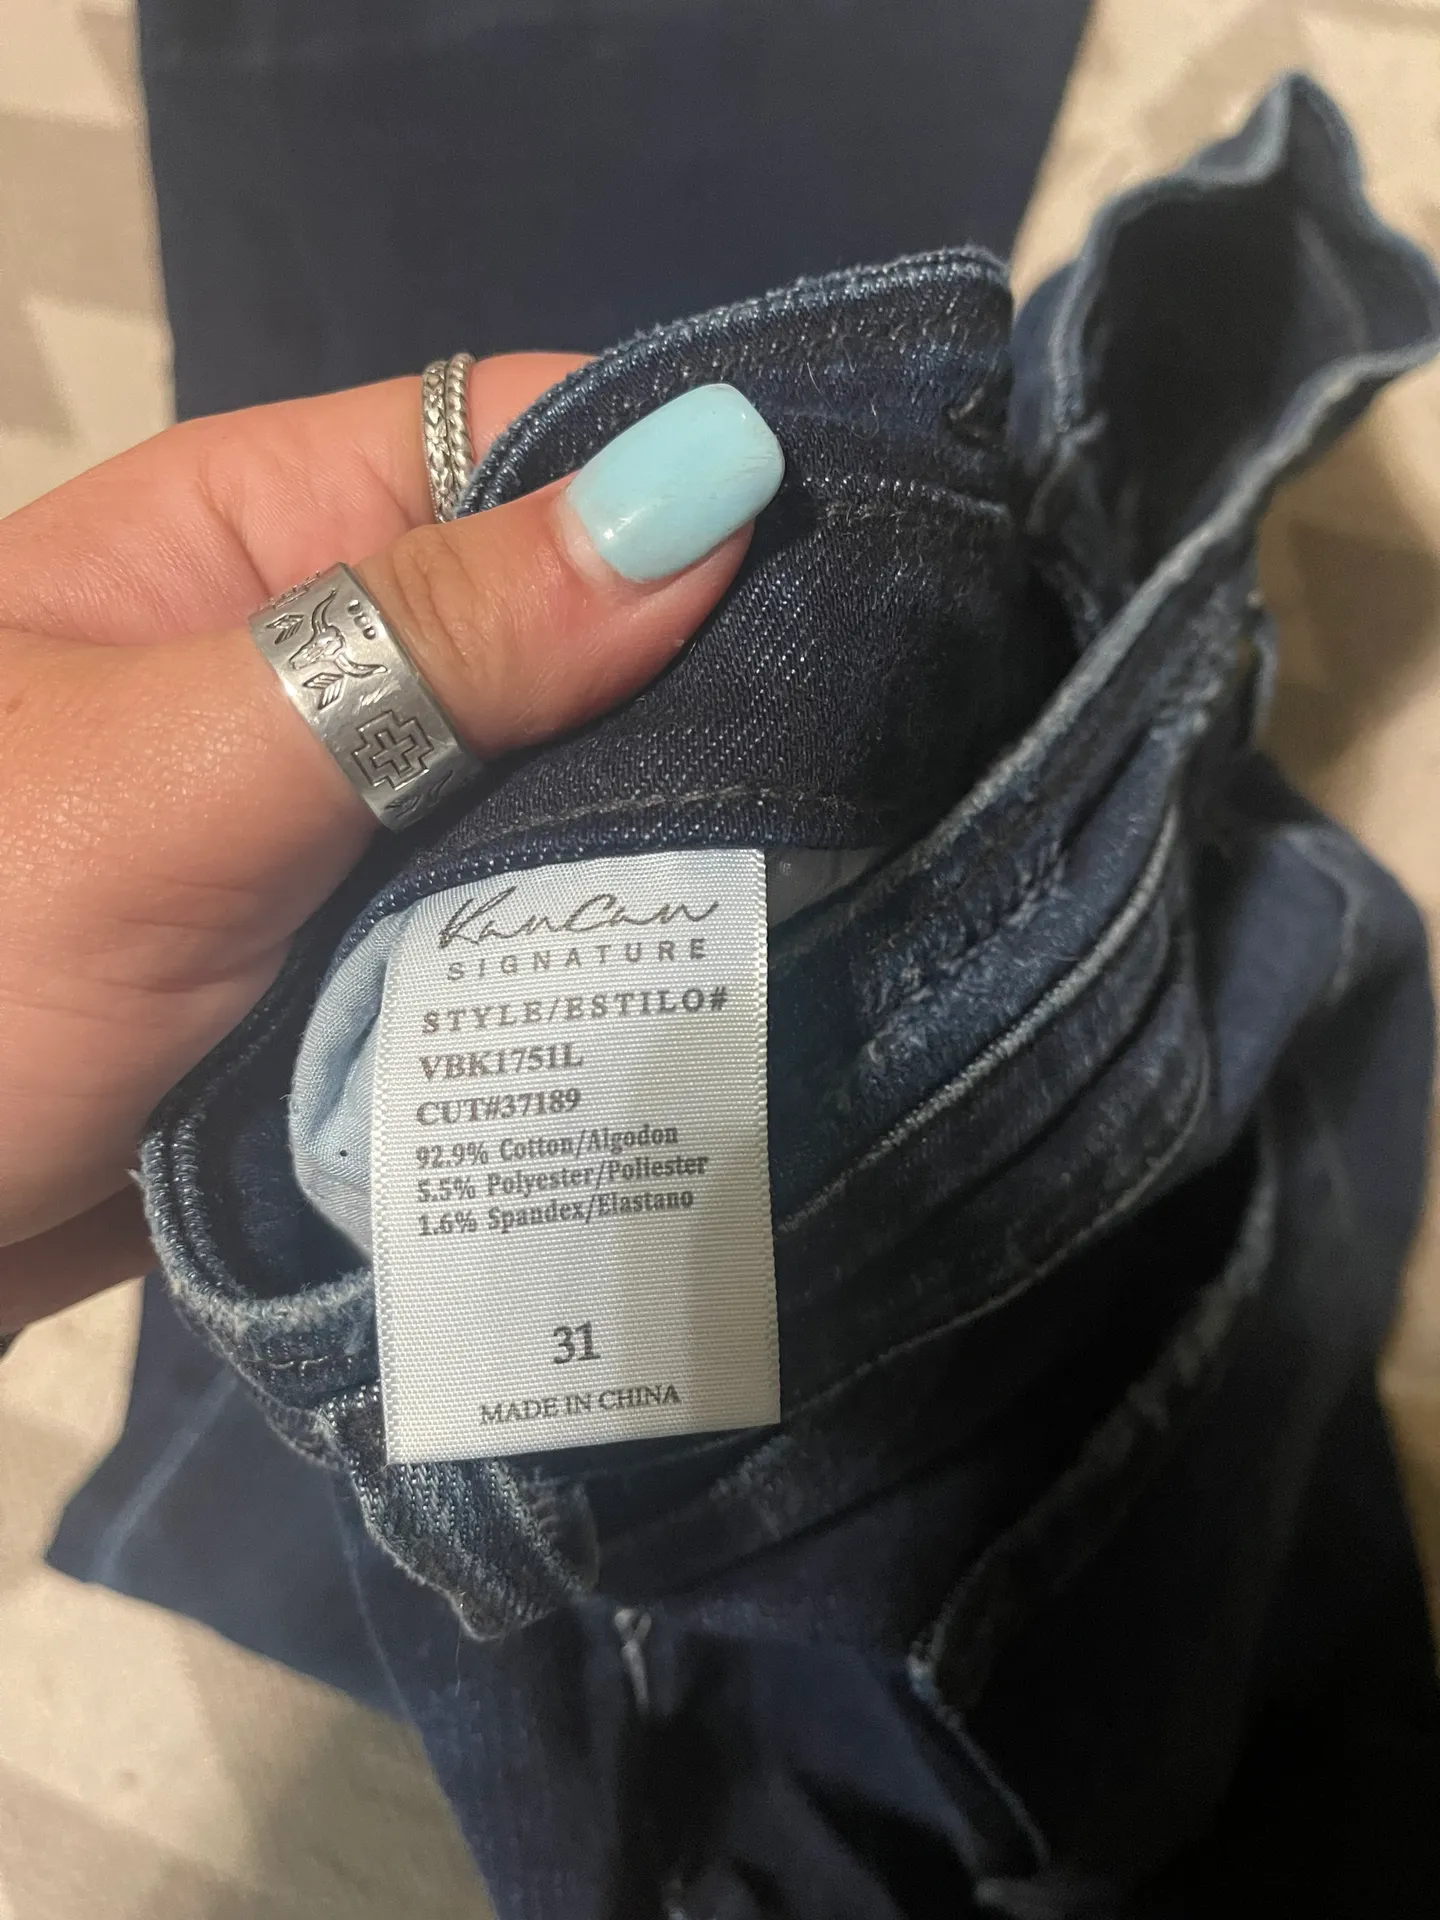 KanCan
SIGNATURE
STYLE/ESTILO#
VBK1751L
CUT#37189
92.9% Cotton/Algodon
5.5% Polyester/Poliester
1.6% Spandex/Elastano
31
MADE IN CHINA